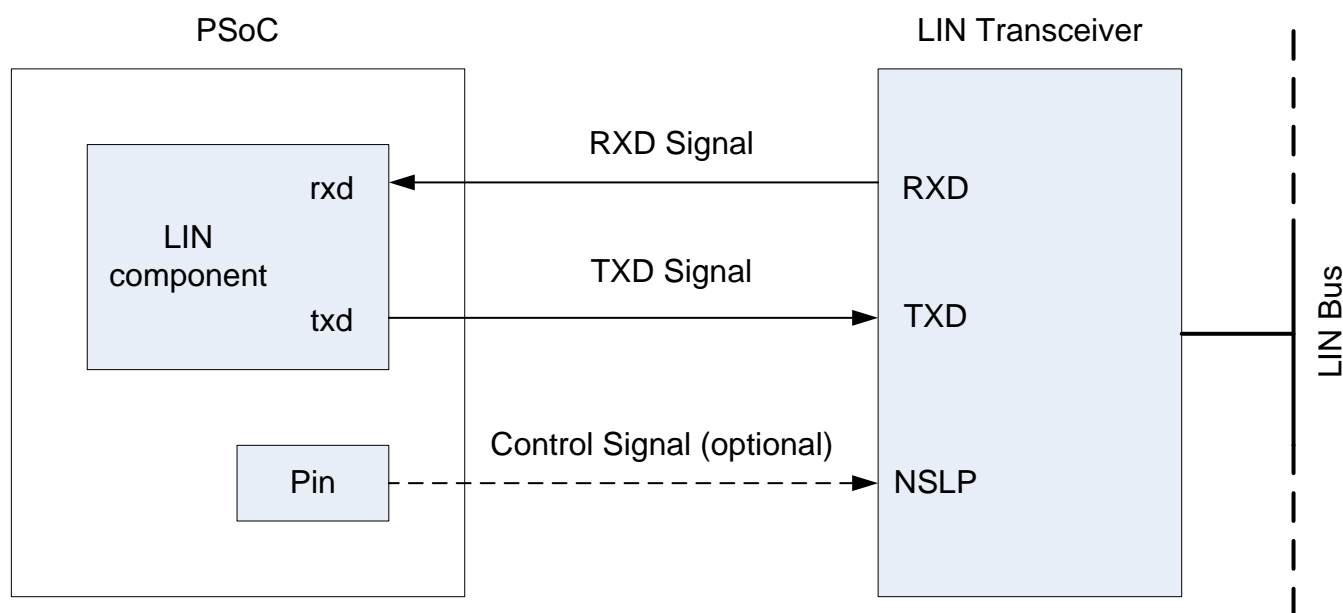 PSoC
LIN Transceiver
RXD Signal
rxd
RXD
LIN
component
TXD Signal
txd
TXD
Control Signal (optional)
Pin
NSLP
LIN Bus